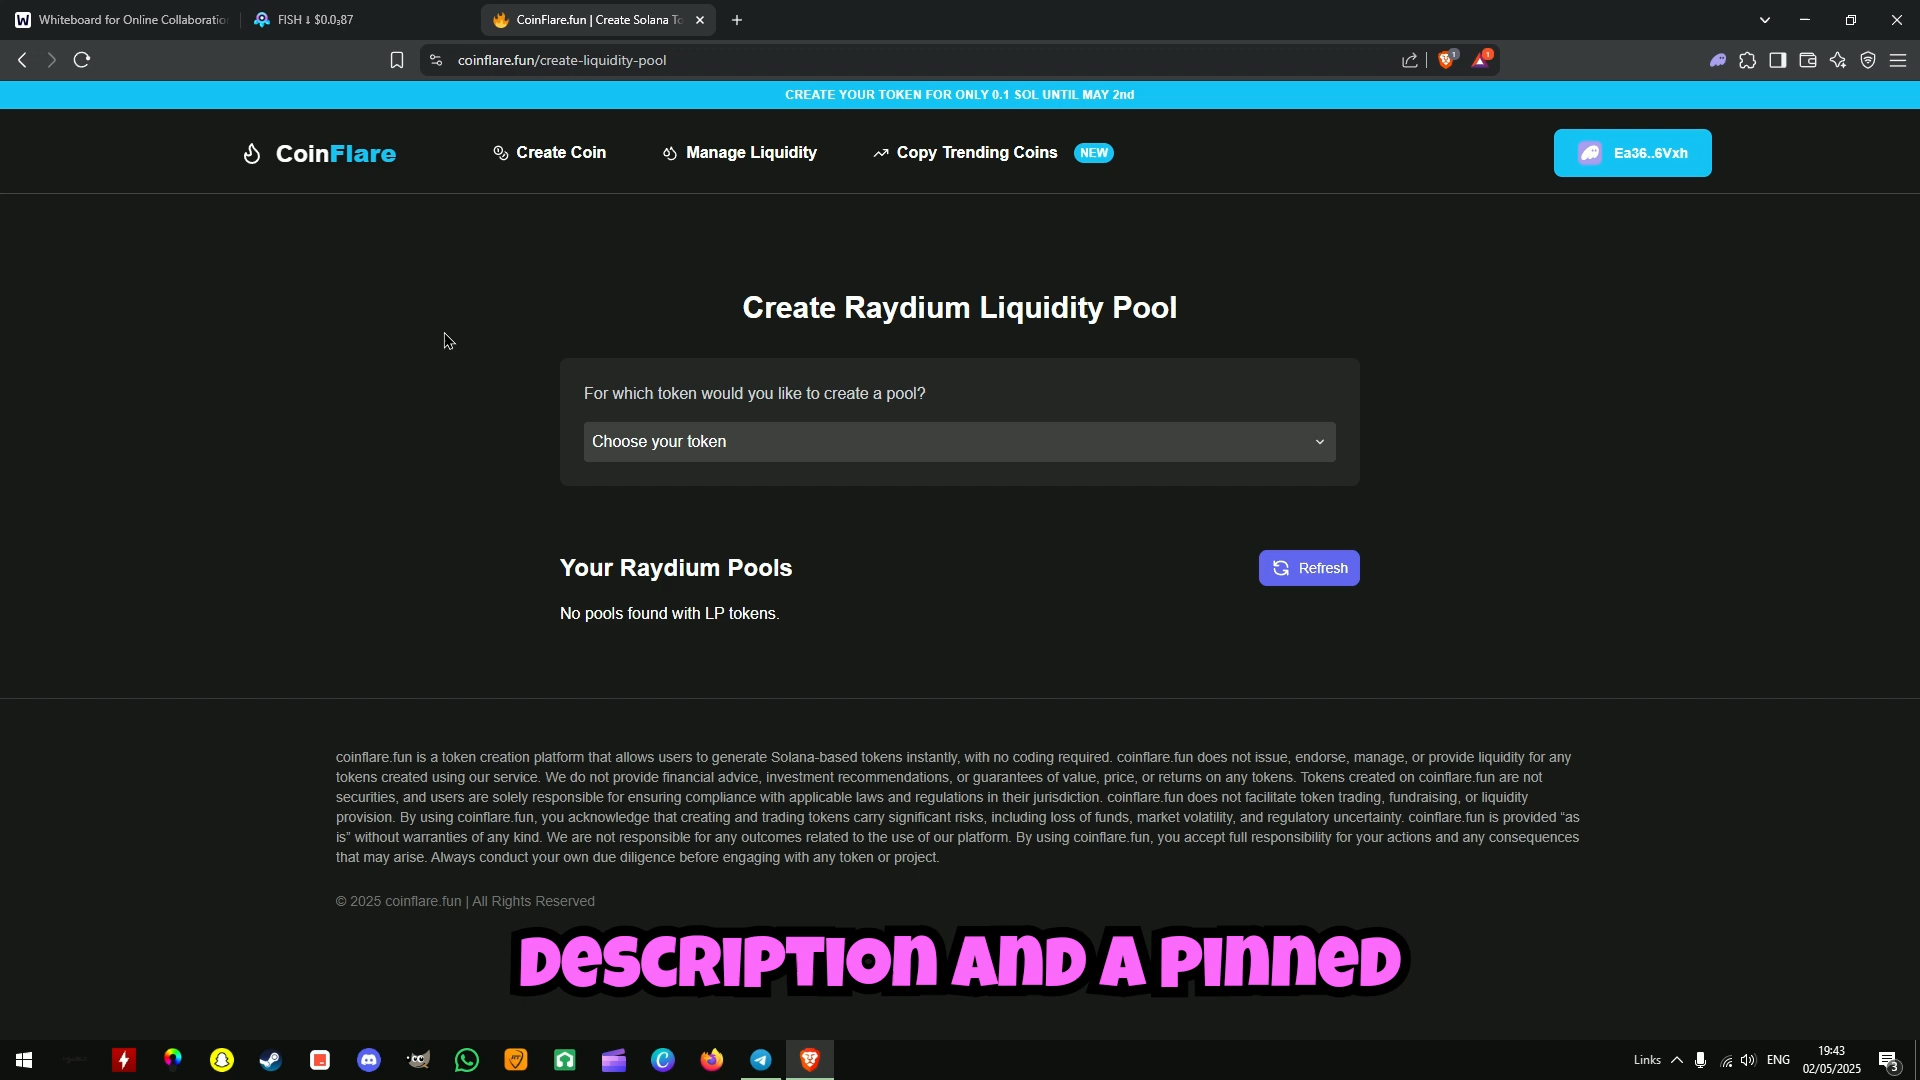 Whiteboard for Online Collaboration
FISH ↓ $0.0₃87
CoinFlare.fun | Create Solana To
coinflare.fun/create-liquidity-pool
1
1
CREATE YOUR TOKEN FOR ONLY 0.1 SOL UNTIL MAY 2nd
CoinFlare
Create Coin
Manage Liquidity
Copy Trending Coins
NEW
Ea36..6Vxh
Create Raydium Liquidity Pool
For which token would you like to create a pool?
Choose your token
Your Raydium Pools
Refresh
No pools found with LP tokens.
coinflare.fun is a token creation platform that allows users to generate Solana-based tokens instantly, with no coding required. coinflare.fun does not issue, endorse, manage, or provide liquidity for any
tokens created using our service. We do not provide financial advice, investment recommendations, or guarantees of value, price, or returns on any tokens. Tokens created on coinflare.fun are not
securities, and users are solely responsible for ensuring compliance with applicable laws and regulations in their jurisdiction. coinflare.fun does not facilitate token trading, fundraising, or liquidity
provision. By using coinflare.fun, you acknowledge that creating and trading tokens carry significant risks, including loss of funds, market volatility, and regulatory uncertainty. coinflare.fun is provided “as
is” without warranties of any kind. We are not responsible for any outcomes related to the use of our platform. By using coinflare.fun, you accept full responsibility for your actions and any consequences
that may arise. Always conduct your own due diligence before engaging with any token or project.
© 2025 coinflare.fun | All Rights Reserved
DESCRIPTION AND A PINNED
Links
ENG
19:43
02/05/2025
3